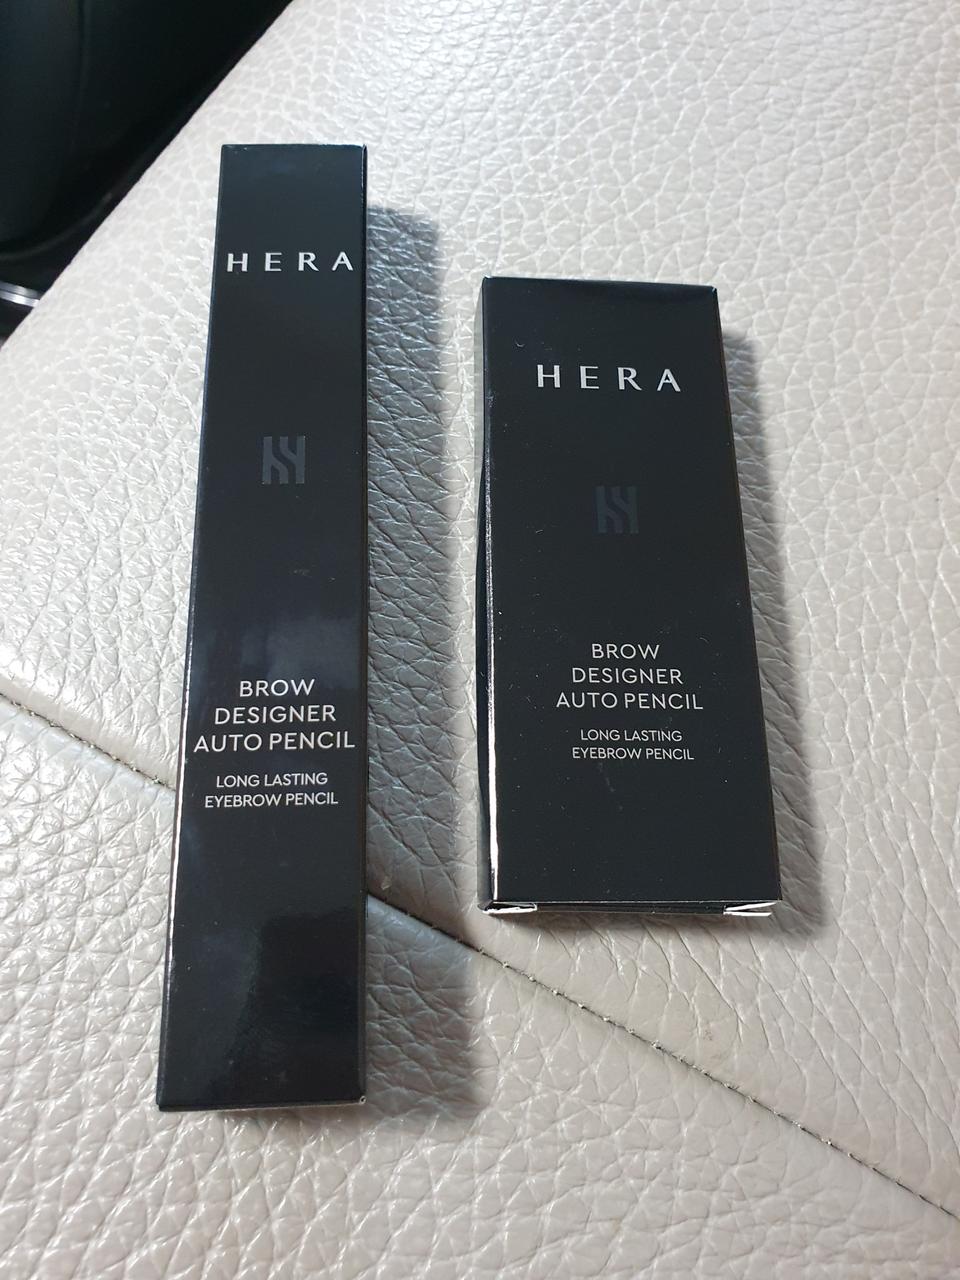 HERA
BROW
DESIGNER
AUTO PENCIL
LONG LASTING
EYEBROW PENCIL
HERA
BROW
DESIGNER
AUTO PENCIL
LONG LASTING
EYEBROW PENCIL